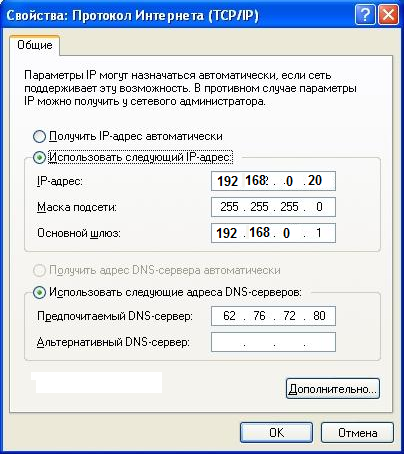 Свойства: Протокол Интернета (TCP/IP)
Общие
Параметры IP могут назначаться автоматически, если сеть
поддерживает эту возможность. В противном случае параметры
IP можно получить у сетевого администратора.
Получить IP-адрес автоматически
Использовать следующий IP-адрес:
IP-адрес: 192 168 . 0 . 20
Маска подсети: 255 . 255 . 255 . 0
Основной шлюз: 192 . 168 . 0 . 1
Получить адрес DNS-сервера автоматически
Использовать следующие адреса DNS-серверов:
Предпочитаемый DNS-сервер: 62 . 76 . 72 . 80
Альтернативный DNS-сервер: . . .
Дополнительно...
OK Отмена